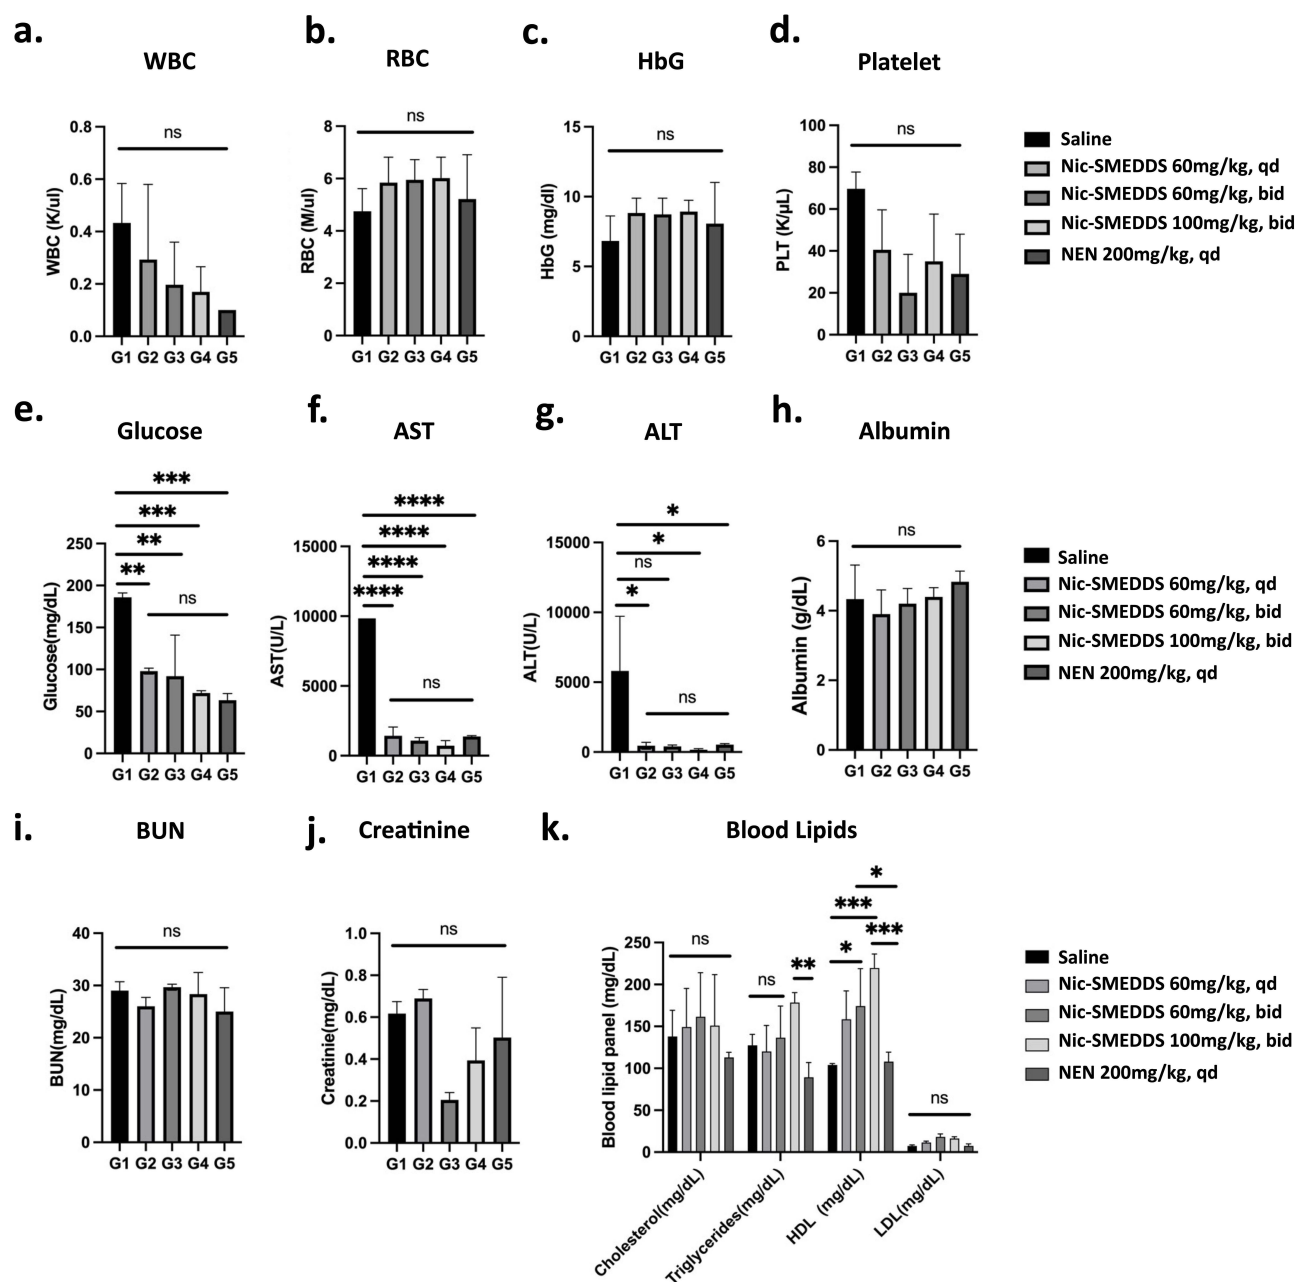 a.
WBC
ns
0.8
0.6
0.4
0.2
0.0
WBC (K/ul)
G1 G2 G3 G4 G5
b.
RBC
ns
8
6
4
2
0
RBC (M/ul)
G1 G2 G3 G4 G5
c.
HbG
ns
15
10
5
0
HbG (mg/dl)
G1 G2 G3 G4 G5
d.
Platelet
ns
100
80
60
40
20
0
PLT (K/µL)
G1 G2 G3 G4 G5
Saline
Nic-SMEDDS 60mg/kg, qd
Nic-SMEDDS 60mg/kg, bid
Nic-SMEDDS 100mg/kg, bid
NEN 200mg/kg, qd
e.
Glucose
***
***
**
**
ns
250
200
150
100
50
0
Glucose(mg/dL)
G1 G2 G3 G4 G5
f.
AST
****
****
****
****
ns
15000
10000
5000
0
AST(U/L)
G1 G2 G3 G4 G5
g.
ALT
*
*
ns
*
ns
15000
10000
5000
0
ALT(U/L)
G1 G2 G3 G4 G5
h.
Albumin
ns
6
4
2
0
Albumin (g/dL)
G1 G2 G3 G4 G5
Saline
Nic-SMEDDS 60mg/kg, qd
Nic-SMEDDS 60mg/kg, bid
Nic-SMEDDS 100mg/kg, bid
NEN 200mg/kg, qd
i.
BUN
ns
40
30
20
10
0
BUN(mg/dL)
G1 G2 G3 G4 G5
j.
Creatinine
ns
1.0
0.8
0.6
0.4
0.2
0.0
Creatinie(mg/dL)
G1 G2 G3 G4 G5
k.
Blood Lipids
*
***
***
ns
*
**
ns
ns
250
200
150
100
50
0
Blood lipid panel (mg/dL)
Cholesterol(mg/dL)
Triglycerides(mg/dL)
HDL (mg/dL)
LDL(mg/dL)
Saline
Nic-SMEDDS 60mg/kg, qd
Nic-SMEDDS 60mg/kg, bid
Nic-SMEDDS 100mg/kg, bid
NEN 200mg/kg, qd